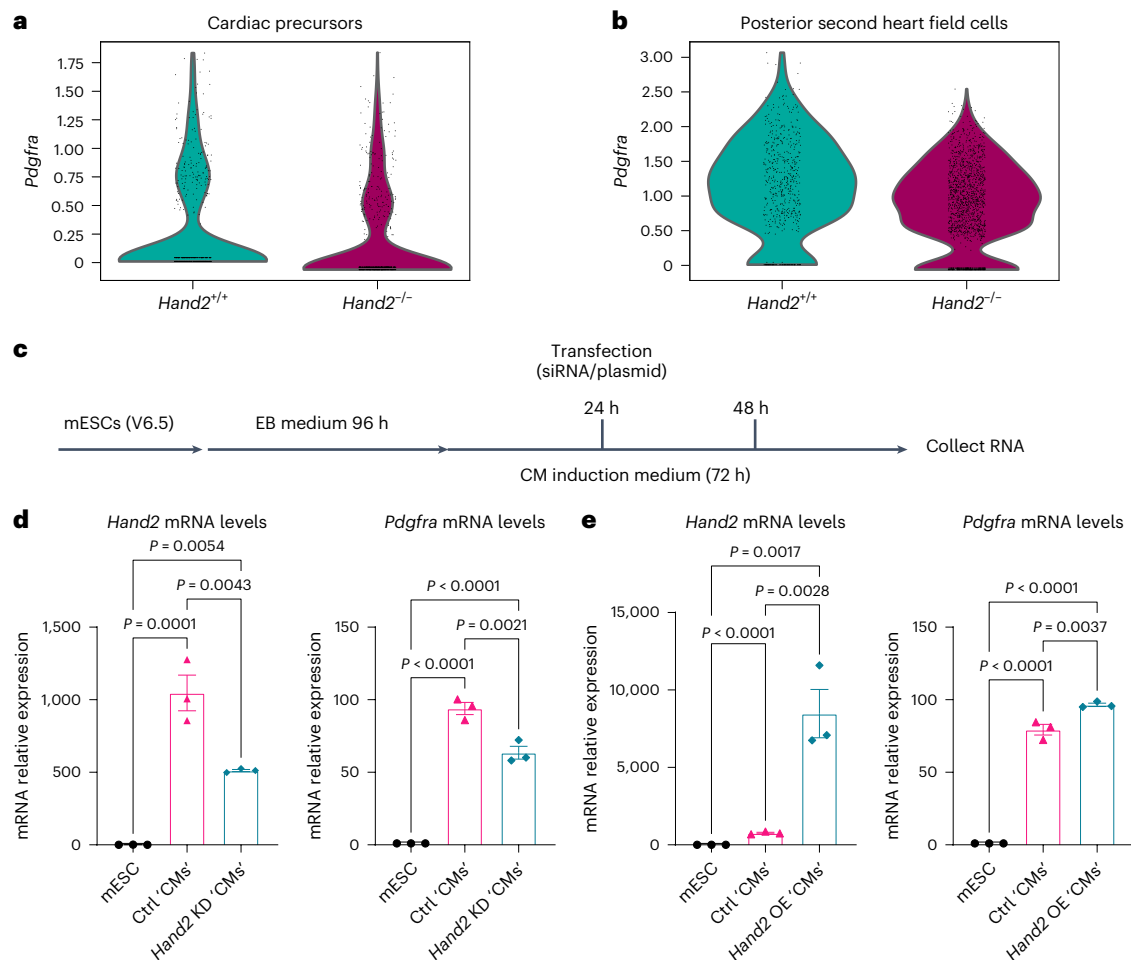 a
Cardiac precursors
1.75
1.50
1.25
1.00
0.75
0.50
0.25
0
Pdgfra
Hand2+/+
Hand2−/−
b
Posterior second heart field cells
3.00
2.50
2.00
1.50
1.00
0.50
0
Pdgfra
Hand2+/+
Hand2−/−
c
Transfection
(siRNA/plasmid)
24 h
48 h
mESCs (V6.5)
EB medium 96 h
CM induction medium (72 h)
Collect RNA
d
Hand2 mRNA levels
P = 0.0054
P = 0.0043
P = 0.0001
1,500
1,000
500
0
mRNA relative expression
mESC
Ctrl ‘CMs’
Hand2 KD ‘CMs’
Pdgfra mRNA levels
P < 0.0001
P = 0.0021
P < 0.0001
150
100
50
0
mRNA relative expression
mESC
Ctrl ‘CMs’
Hand2 KD ‘CMs’
e
Hand2 mRNA levels
P = 0.0017
P = 0.0028
P < 0.0001
15,000
10,000
5,000
0
mRNA relative expression
mESC
Ctrl ‘CMs’
Hand2 OE ‘CMs’
Pdgfra mRNA levels
P < 0.0001
P = 0.0037
P < 0.0001
150
100
50
0
mRNA relative expression
mESC
Ctrl ‘CMs’
Hand2 OE ‘CMs’